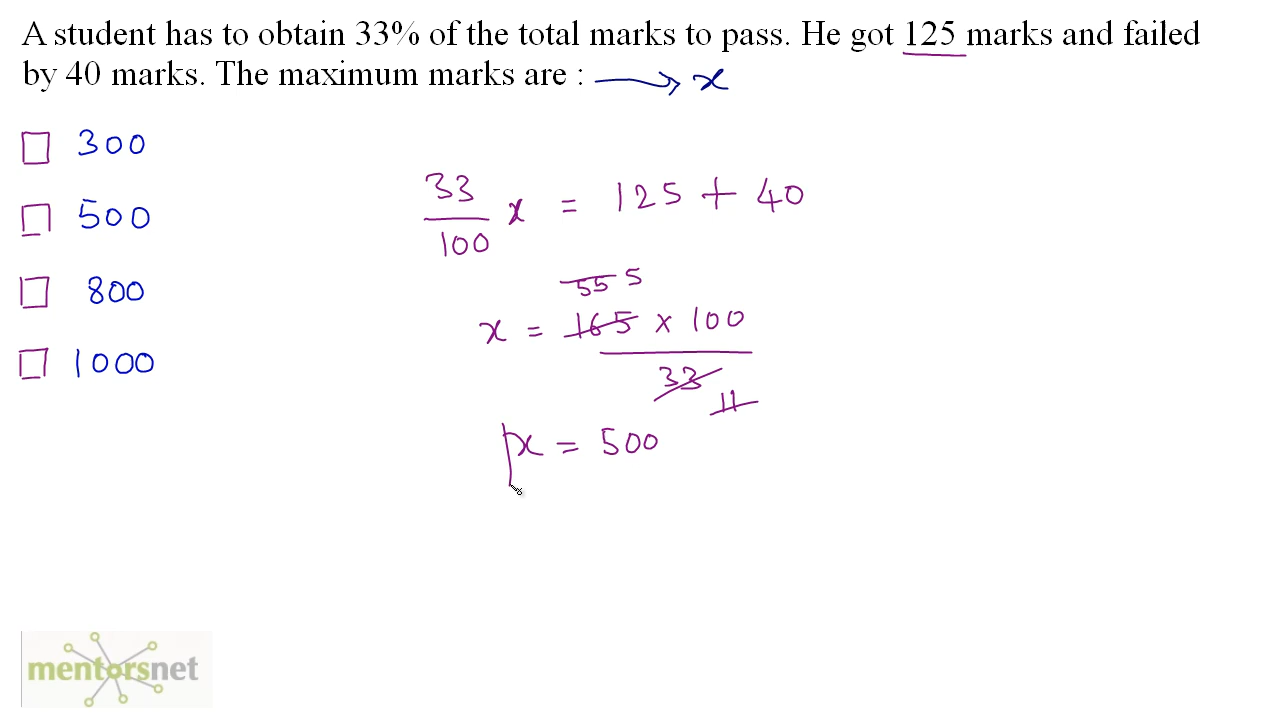 A student has to obtain 33% of the total marks to pass. He got 125 marks and failed
by 40 marks. The maximum marks are : → x
300
500
800
1000
33/100 x = 125 + 40
55 5
x = 165 x 100
33
11
x = 500
mentorsnet